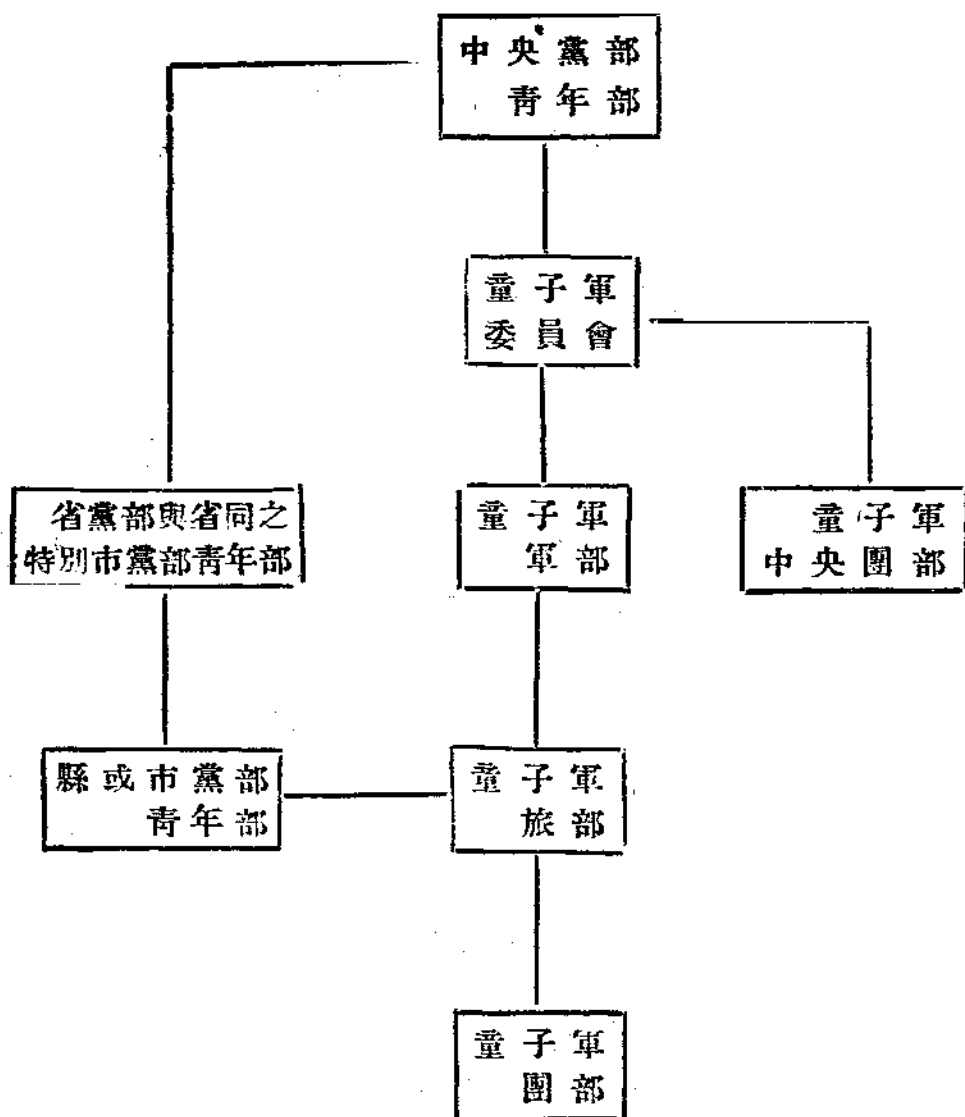 中央黨部
青年部
童子軍
委員會
省黨部與省同之
特別市黨部青年部
童子軍
軍部
童子軍
中央團部
縣或市黨部
青年部
童子軍
旅部
童子軍
團部